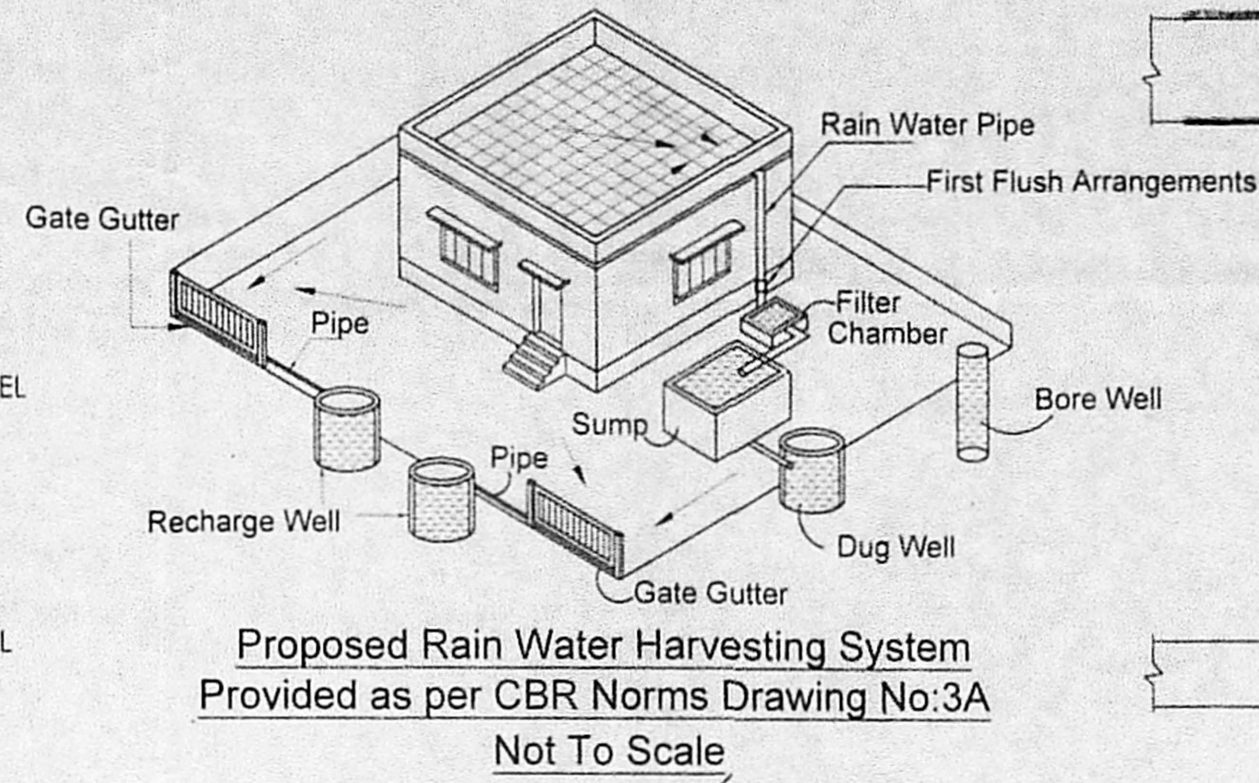 Rain Water Pipe
First Flush Arrangements
Gate Gutter
Filter
Chamber
Pipe
EL
Bore Well
Sump
Pipe
Recharge Well
Dug Well
Gate Gutter
L
Proposed Rain Water Harvesting System
Provided as per CBR Norms Drawing No:3A
Not To Scale